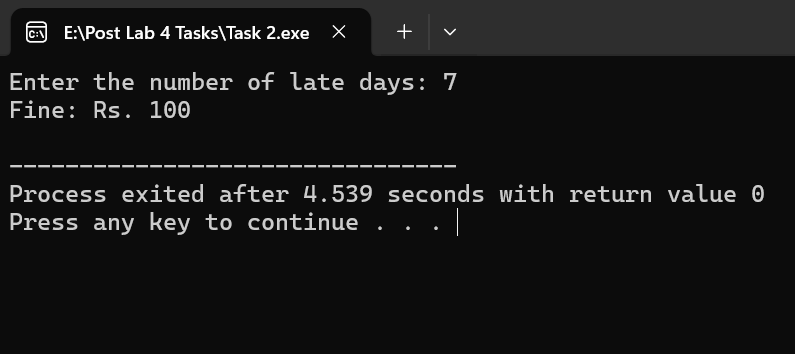 E:\Post Lab 4 Tasks\Task 2.exe
Enter the number of late days: 7
Fine: Rs. 100
--------------------------------
Process exited after 4.539 seconds with return value 0
Press any key to continue . . .